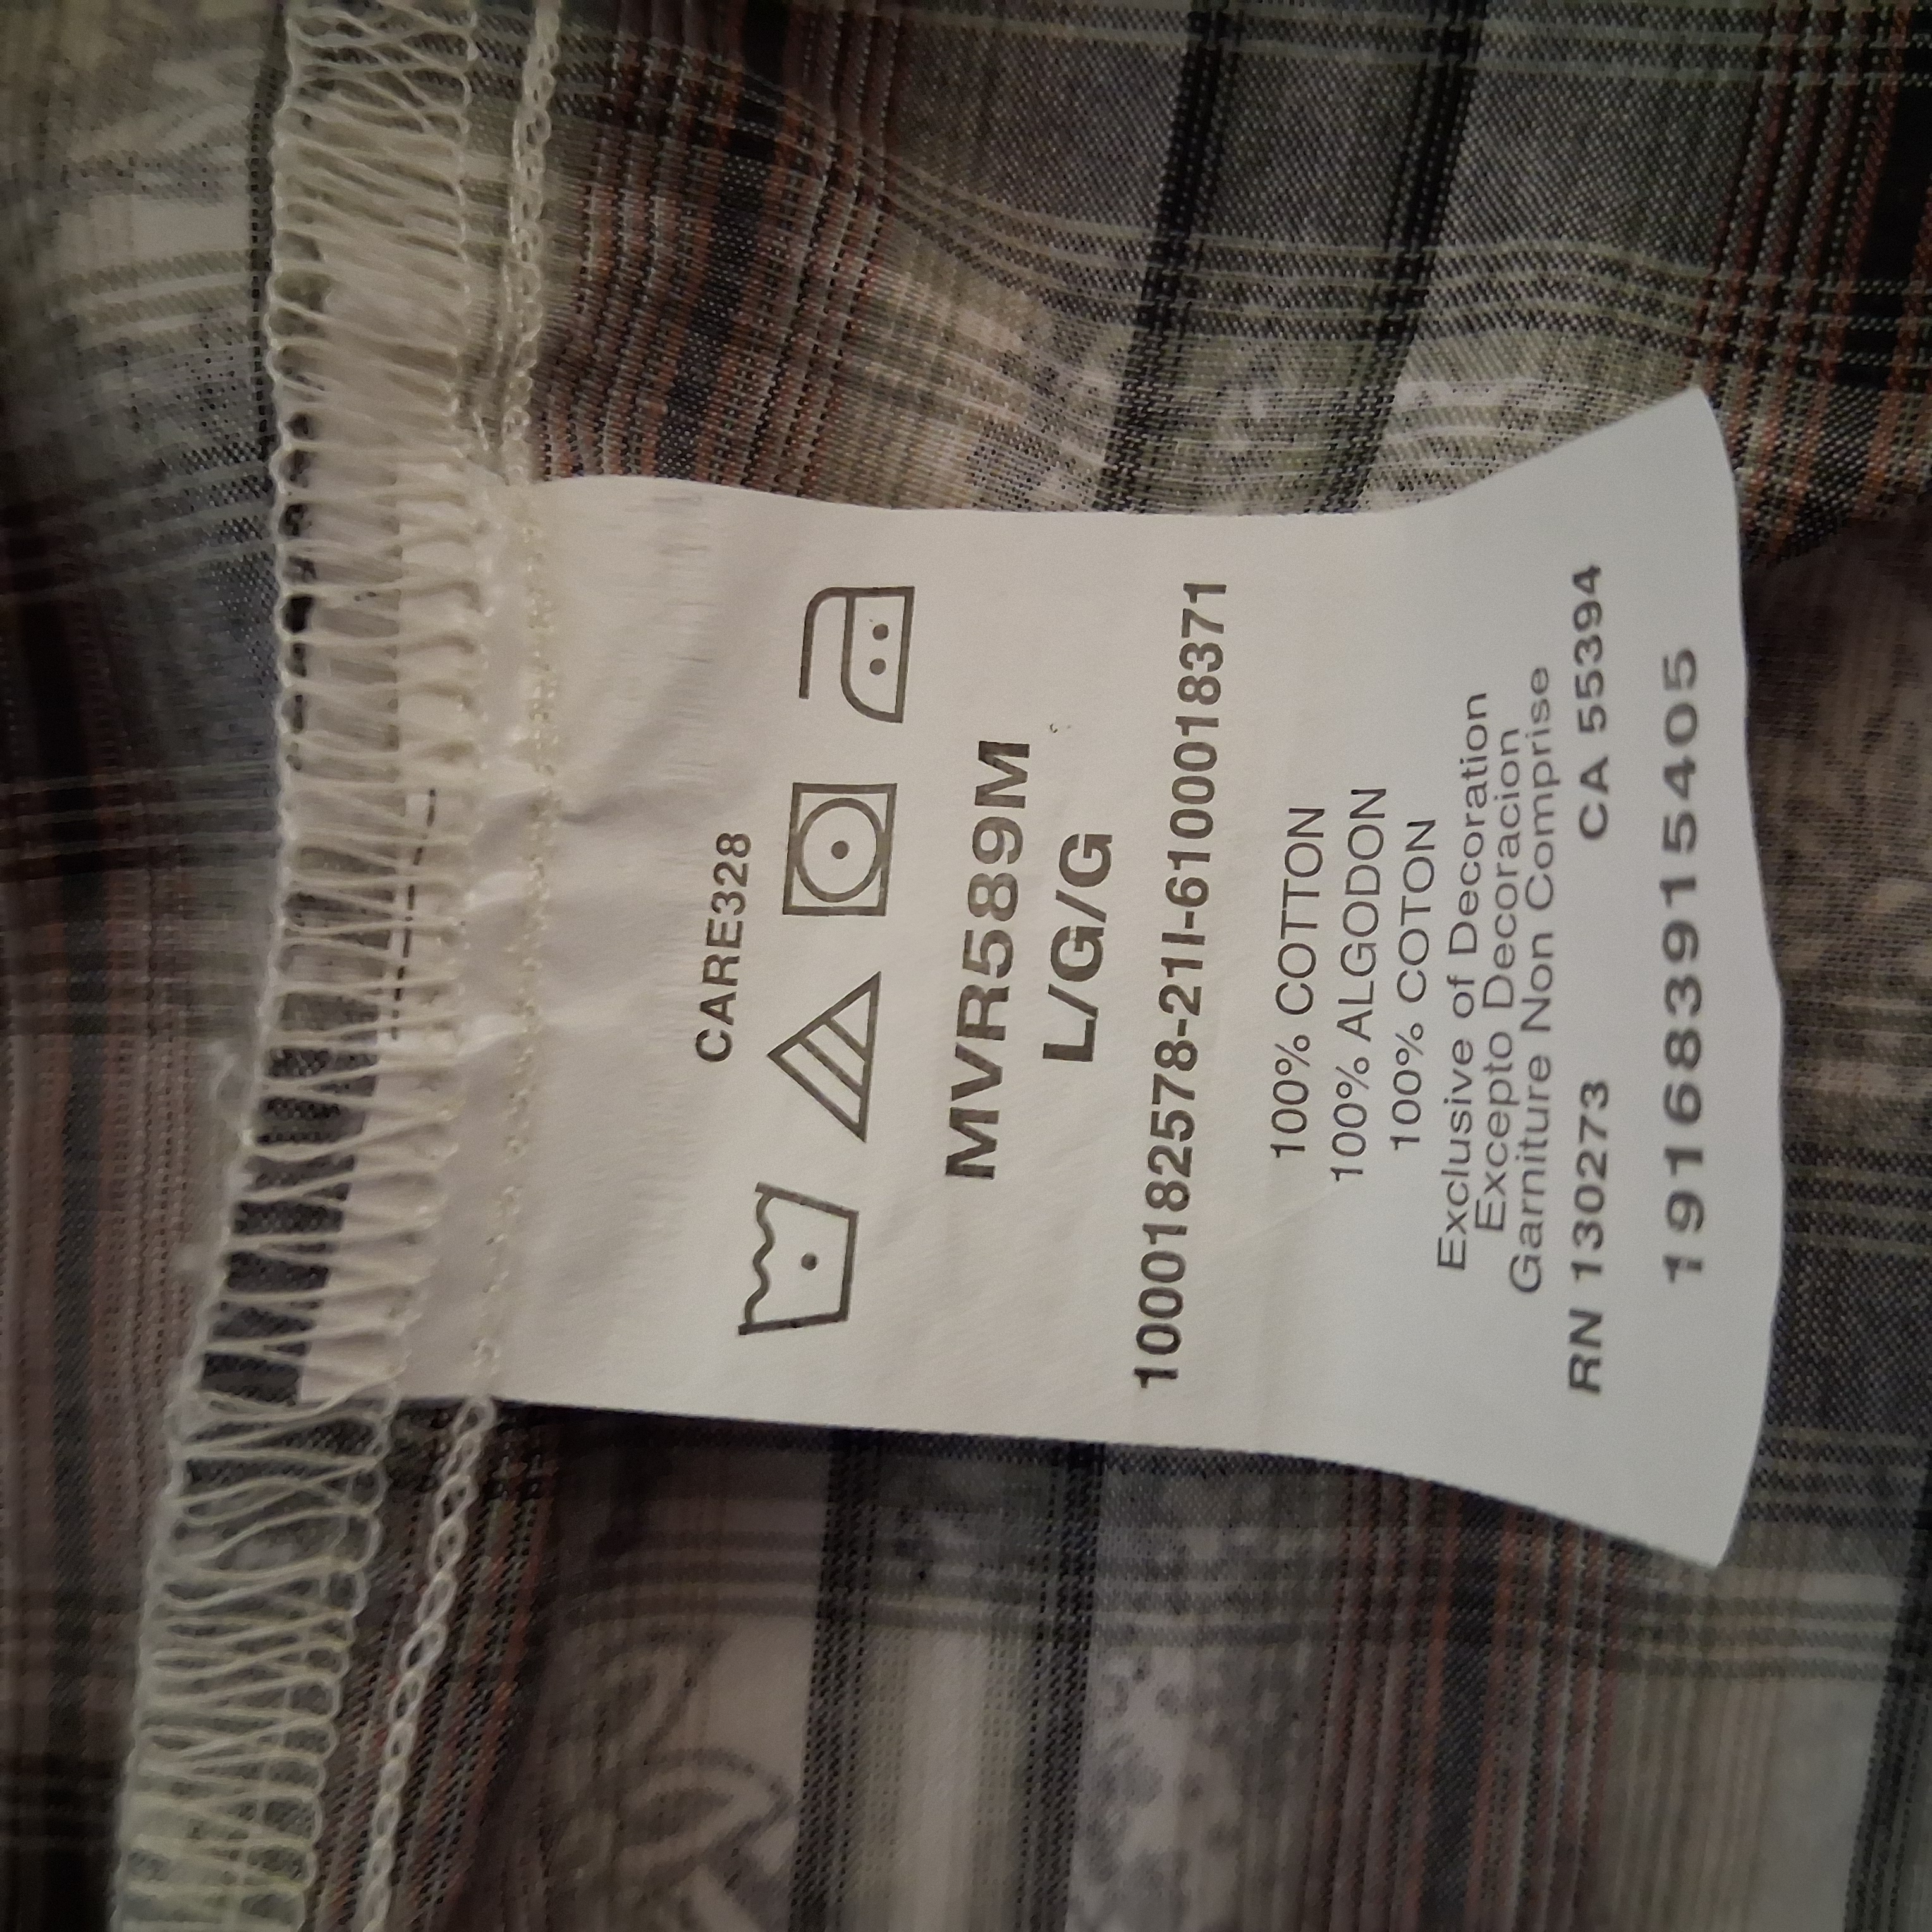 CARE328
MVR589M
L/G/G
1000182578-21I-6100018371
100% COTTON
100% ALGODON
100% COTON
Exclusive of Decoration
Excepto Decoracion
Garniture Non Comprise
RN 130273 CA 55394
191683915405